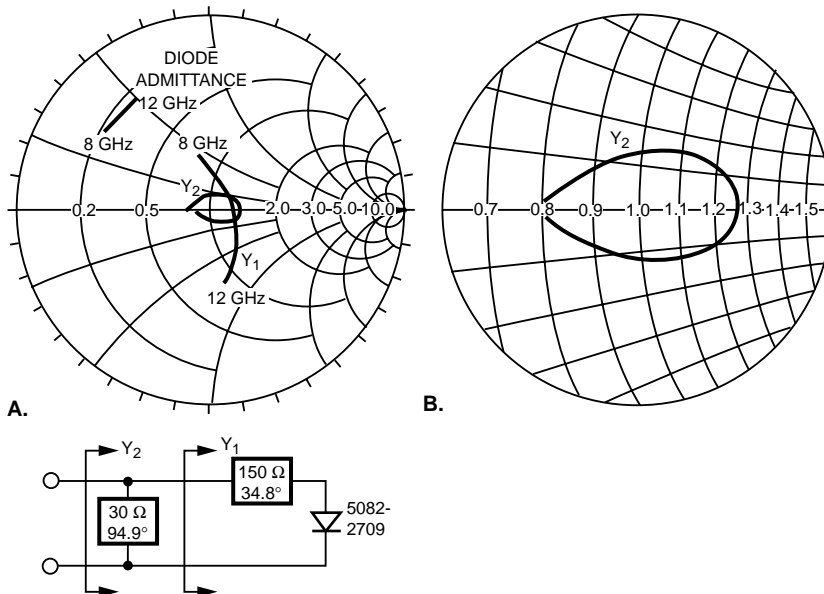 DIODE
ADMITTANCE
12 GHz
8 GHz
8 GHz
Y2
0.2
0.5
2.0
3.0
5.0
10.0
Y1
12 GHz
A.
Y2
0.7
0.8
0.9
1.0
1.1
1.2
1.3
1.4
1.5
B.
Y2
Y1
150 Ω
34.8°
30 Ω
94.9°
5082-
2709